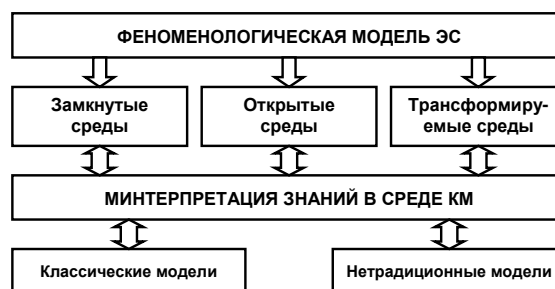 ФЕНОМЕНОЛОГИЧЕСКАЯ МОДЕЛЬ ЭС
Замкнутые
среды
Открытые
среды
Трансформиру-
емые среды
МИНТЕРПРЕТАЦИЯ ЗНАНИЙ В СРЕДЕ КМ
Классические модели
Нетрадиционные модели